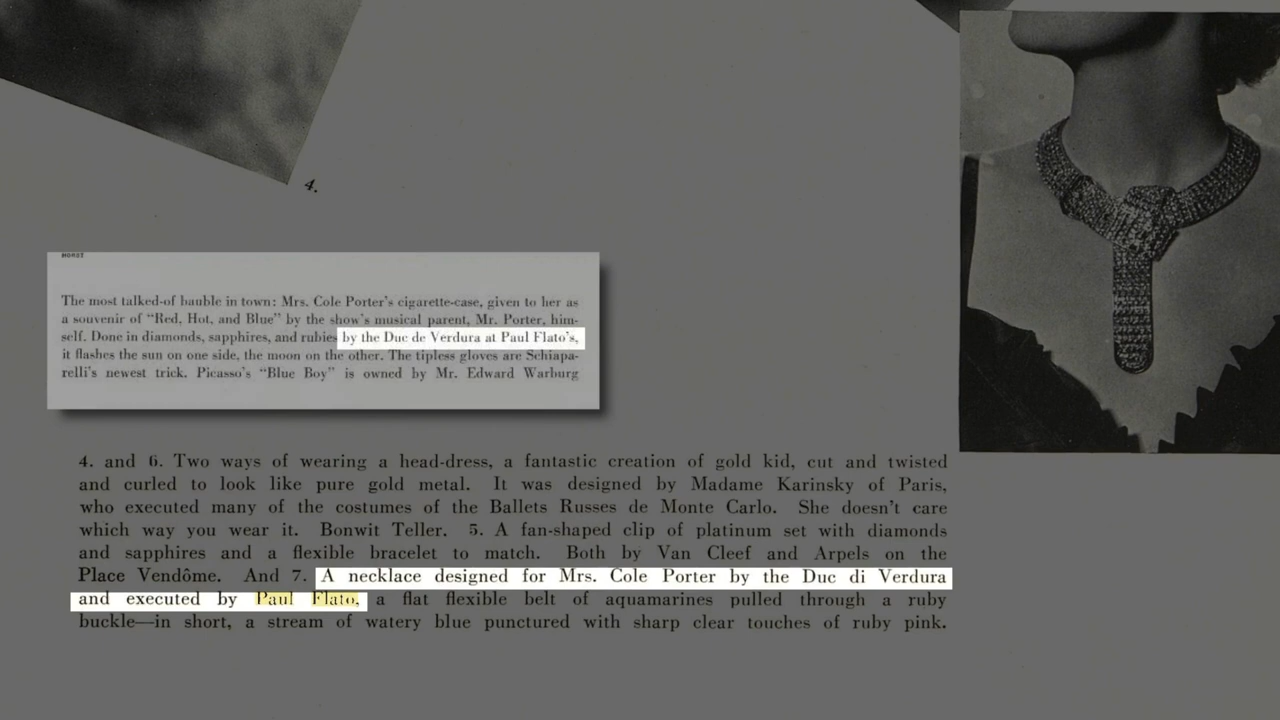 4.
HORST
The most talked-of bauble in town: Mrs. Cole Porter's cigarette-case, given to her as
a souvenir of "Red, Hot, and Blue" by the show's musical parent, Mr. Porter, him-
self. Done in diamonds, sapphires, and rubies by the Duc de Verdura at Paul Flato's,
it flashes the sun on one side, the moon on the other. The tipless gloves are Schiapa-
relli's newest trick. Picasso's "Blue Boy" is owned by Mr. Edward Warburg
4. and 6. Two ways of wearing a head-dress, a fantastic creation of gold kid, cut and twisted
and curled to look like pure gold metal. It was designed by Madame Karinsky of Paris,
who executed many of the costumes of the Ballets Russes de Monte Carlo. She doesn't care
which way you wear it. Bonwit Teller. 5. A fan-shaped clip of platinum set with diamonds
and sapphires and a flexible bracelet to match. Both by Van Cleef and Arpels on the
Place Vendôme. And 7. A necklace designed for Mrs. Cole Porter by the Duc di Verdura
and executed by Paul Flato, a flat flexible belt of aquamarines pulled through a ruby
buckle—in short, a stream of watery blue punctured with sharp clear touches of ruby pink.